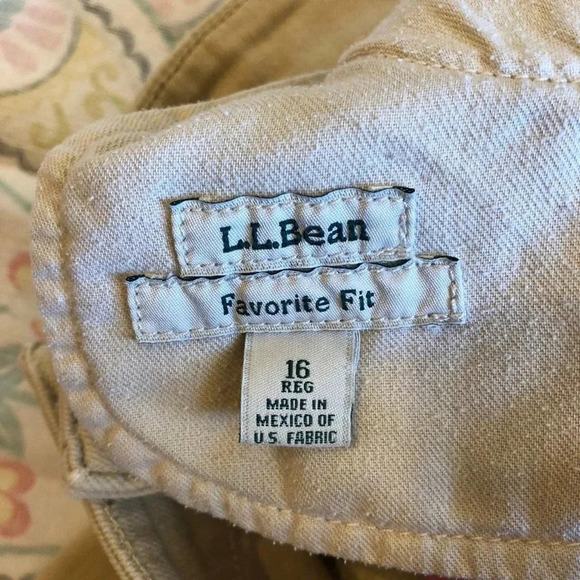 L.L.Bean
Favorite Fit
16
REG
MADE IN
MEXICO OF
U.S. FABRIC